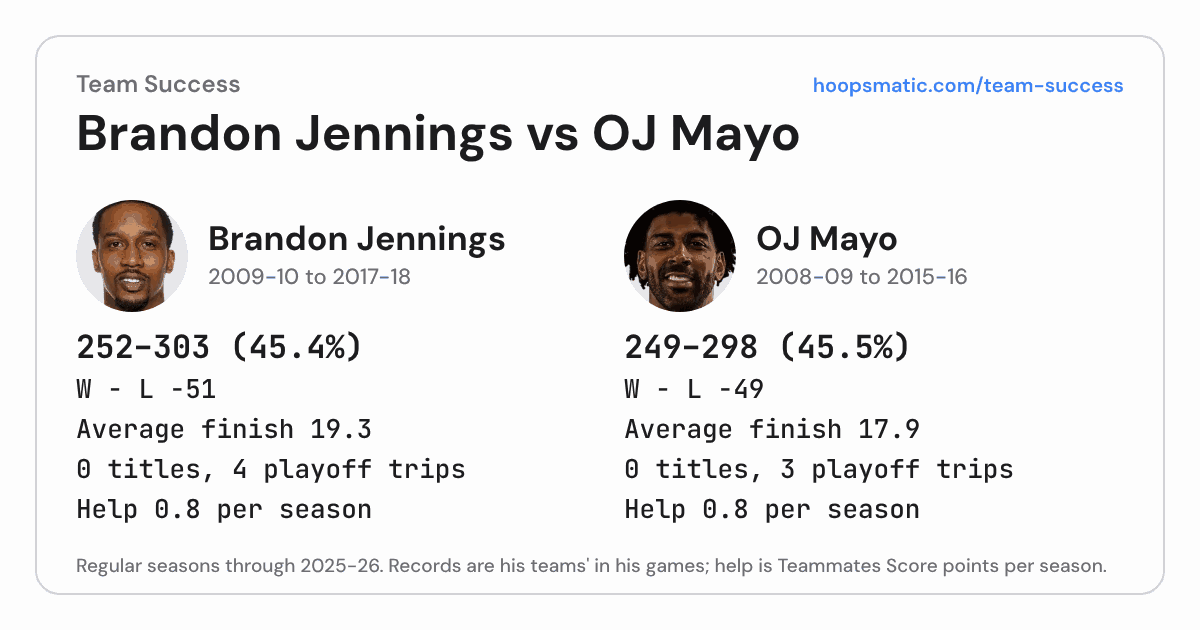 Team Success
hoopsmatic.com/team-success
Brandon Jennings vs OJ Mayo
Brandon Jennings
2009-10 to 2017-18
252-303 (45.4%)
W - L -51
Average finish 19.3
0 titles, 4 playoff trips
Help 0.8 per season
OJ Mayo
2008-09 to 2015-16
249-298 (45.5%)
W - L -49
Average finish 17.9
0 titles, 3 playoff trips
Help 0.8 per season
Regular seasons through 2025-26. Records are his teams' in his games; help is Teammates Score points per season.